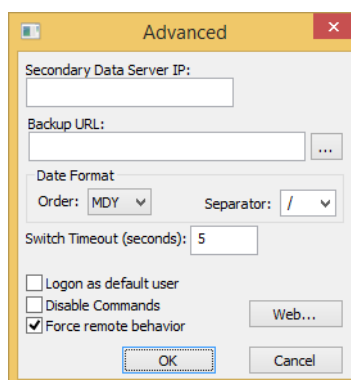 Advanced
Secondary Data Server IP:
Backup URL:
...
Date Format
Order: MDY Separator: /
Switch Timeout (seconds): 5
Logon as default user
Disable Commands
Force remote behavior
Web...
OK Cancel